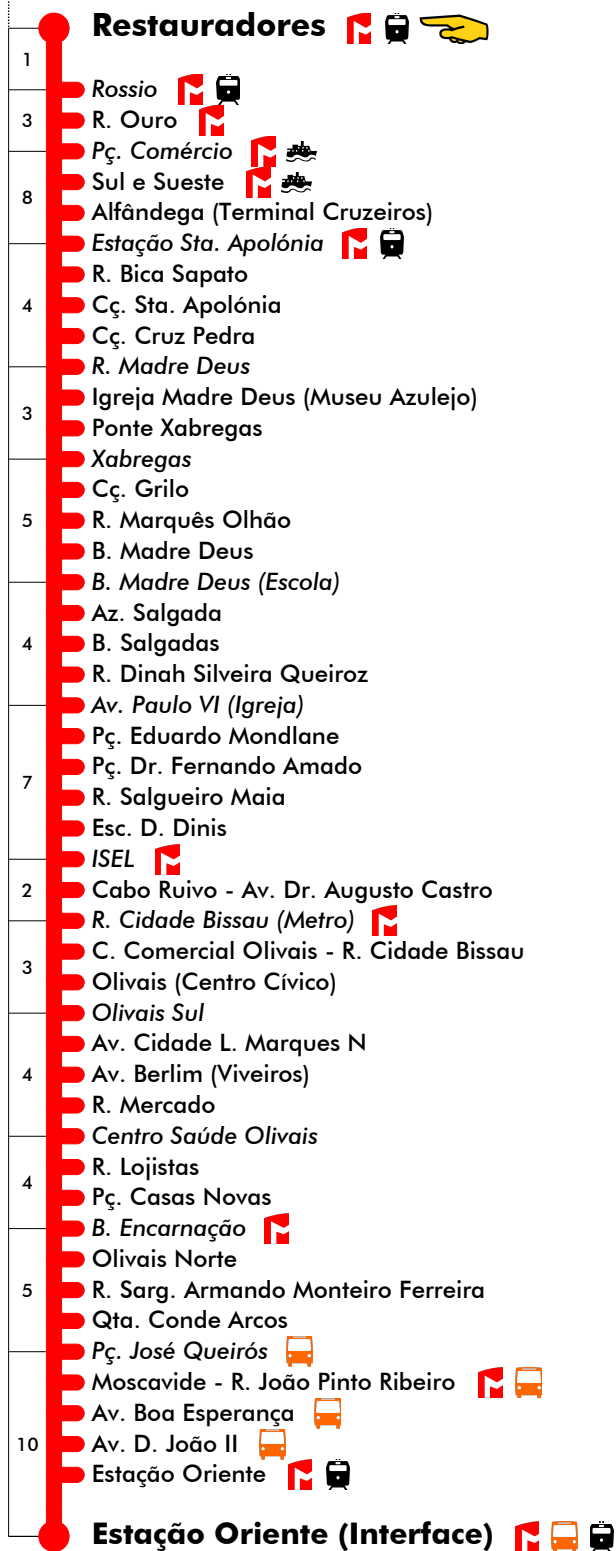 Restauradores
1
Rossio
3 R. Ouro
Pç. Comércio
Sul e Sueste
8
Alfândega (Terminal Cruzeiros)
Estação Sta. Apolónia
R. Bica Sapato
4 Cç. Sta. Apolónia
Cç. Cruz Pedra
R. Madre Deus
Igreja Madre Deus (Museu Azulejo)
3
Ponte Xabregas
Xabregas
Cç. Grilo
5 R. Marquês Olhão
B. Madre Deus
B. Madre Deus (Escola)
Az. Salgada
4 B. Salgadas
R. Dinah Silveira Queiroz
Av. Paulo VI (Igreja)
Pç. Eduardo Mondlane
Pç. Dr. Fernando Amado
7
R. Salgueiro Maia
Esc. D. Dinis
ISEL
2 Cabo Ruivo - Av. Dr. Augusto Castro
R. Cidade Bissau (Metro)
C. Comercial Olivais - R. Cidade Bissau
3
Olivais (Centro Cívico)
Olivais Sul
Av. Cidade L. Marques N
4 Av. Berlim (Viveiros)
R. Mercado
Centro Saúde Olivais
R. Lojistas
4
Pç. Casas Novas
B. Encarnação
Olivais Norte
5 R. Sarg. Armando Monteiro Ferreira
Qta. Conde Arcos
Pç. José Queirós
Moscavide - R. João Pinto Ribeiro
Av. Boa Esperança
10 Av. D. João II
Estação Oriente
Estação Oriente (Interface)